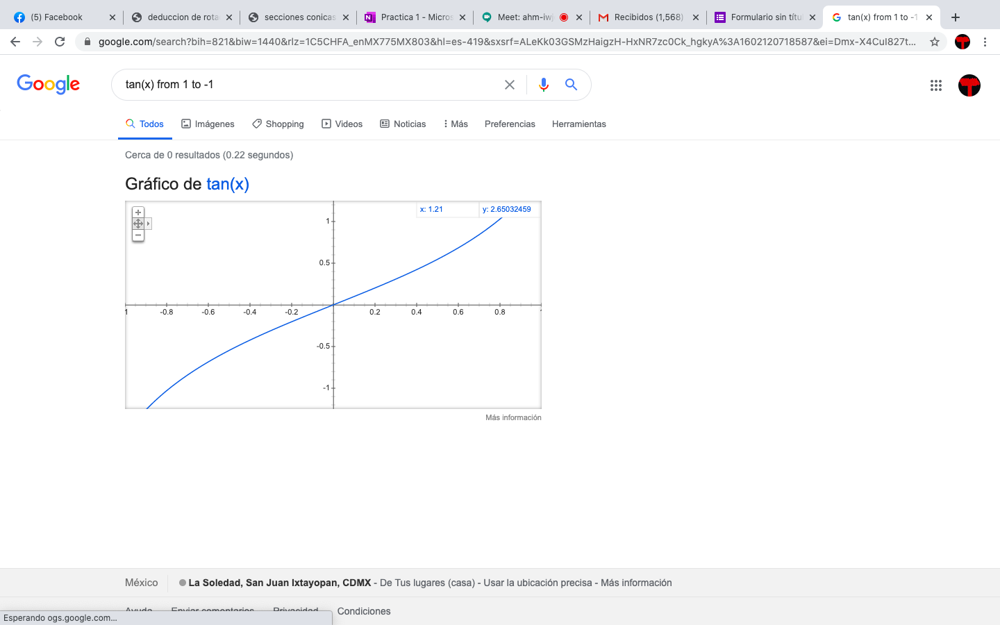 (5) Facebook
deduccion de rota
secciones conicas
Practica 1 - Micros
Meet: ahm-iwj
Recibidos (1,568)
Formulario sin títu
tan(x) from 1 to -1
google.com/search?bih=821&biw=1440&rlz=1C5CHFA_enMX775MX803&hl=es-419&sxsrf=ALeKk03GSMzHaigzH-HxNR7zc0Ck_hgkyA%3A1602120718587&ei=Dmx-X4CuI827t...
Google
tan(x) from 1 to -1
Todos
Imágenes
Shopping
Videos
Noticias
Más
Preferencias
Herramientas
Cerca de 0 resultados (0.22 segundos)
Gráfico de tan(x)
x: 1.21
y: 2.65032459
1
0.5
1 -0.8 -0.6 -0.4 -0.2 0.2 0.4 0.6 0.8
-0.5
-1
Más información
México
La Soledad, San Juan Ixtayopan, CDMX - De Tus lugares (casa) - Usar la ubicación precisa - Más información
Ayuda Enviar comentarios Privacidad Condiciones
Esperando ogs.google.com...